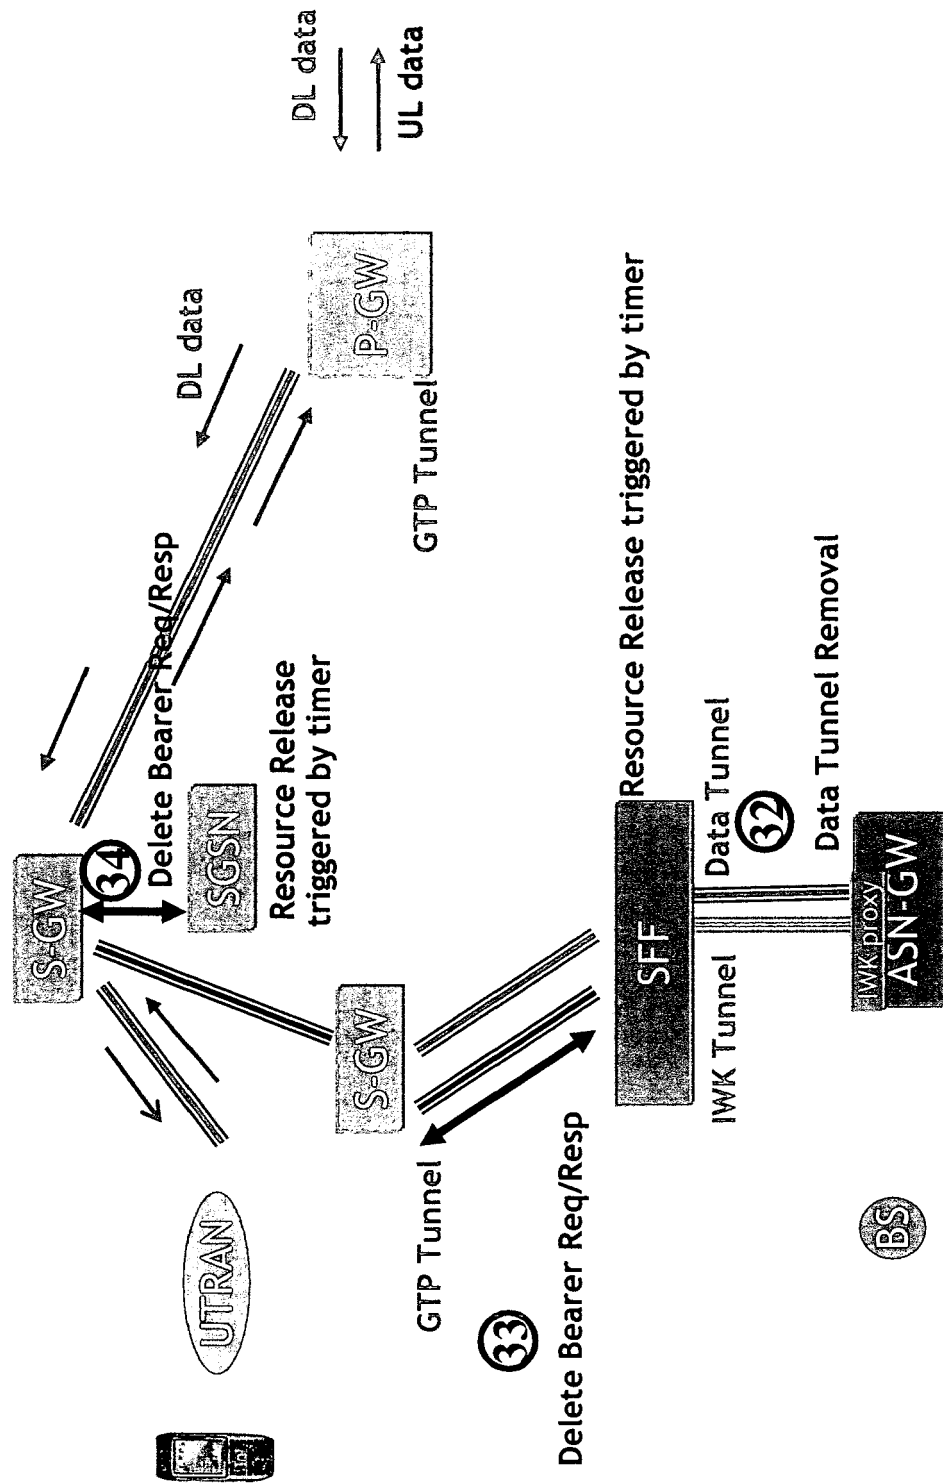 S-GW
34
Delete Bearer Req/Resp
SGSN
Resource Release
triggered by timer
DL data
P-GW
GTP Tunnel
DL data
UL data
UTRAN
S-GW
GTP Tunnel
33
Delete Bearer Req/Resp
SFF
Resource Release triggered by timer
IWK Tunnel
Data Tunnel
32
Data Tunnel Removal
BS
IWK proxy
ASN-GW